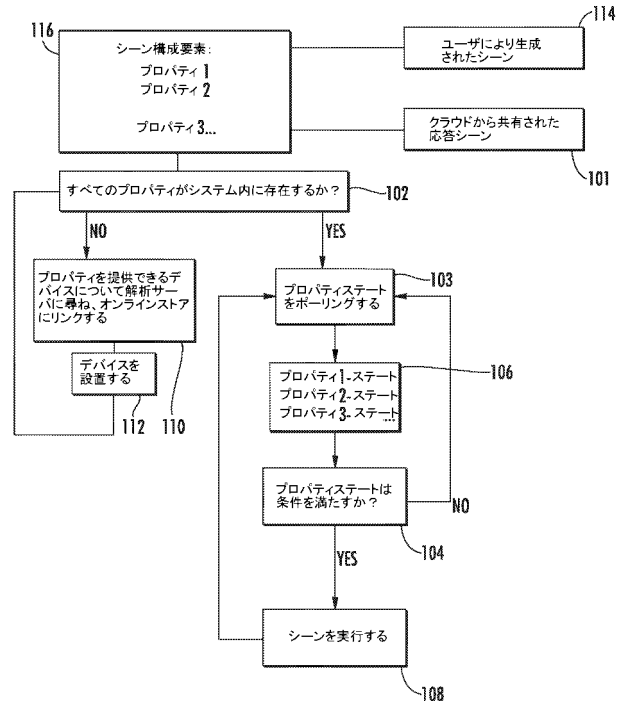 116
シーン構成要素:
プロパティ1
プロパティ2
プロパティ3...
114
ユーザにより生成
されたシーン
クラウドから共有された
応答シーン
101
すべてのプロパティがシステム内に存在するか?
102
NO
YES
プロパティを提供できるデ
バイスについて解析サー
バに尋ね、オンラインストア
にリンクする
110
デバイスを
設置する
112
プロパティステート
をポーリングする
103
プロパティ1-ステート
プロパティ2-ステート
プロパティ3-ステート
...
106
プロパティステートは
条件を満たすか?
104
NO
YES
シーンを実行する
108